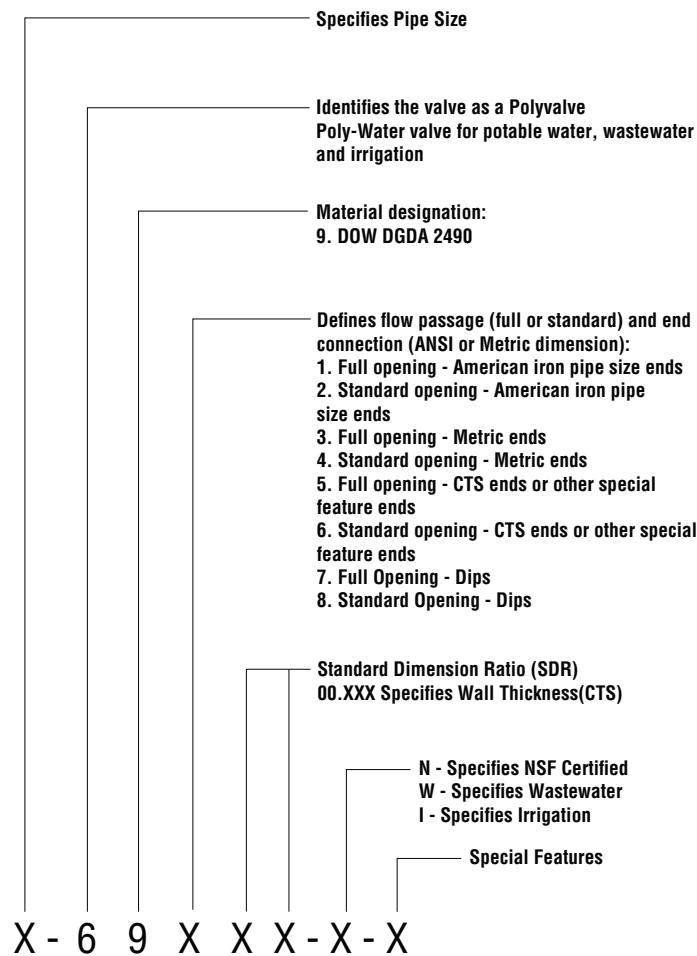 Specifies Pipe Size
Identifies the valve as a Polyvalve
Poly-Water valve for potable water, wastewater
and irrigation
Material designation:
9. DOW DGDA 2490
Defines flow passage (full or standard) and end
connection (ANSI or Metric dimension):
1. Full opening - American iron pipe size ends
2. Standard opening - American iron pipe
size ends
3. Full opening - Metric ends
4. Standard opening - Metric ends
5. Full opening - CTS ends or other special
feature ends
6. Standard opening - CTS ends or other special
feature ends
7. Full Opening - Dips
8. Standard Opening - Dips
Standard Dimension Ratio (SDR)
00.XXX Specifies Wall Thickness(CTS)
N - Specifies NSF Certified
W - Specifies Wastewater
I - Specifies Irrigation
Special Features
X - 6 9 X X X - X - X